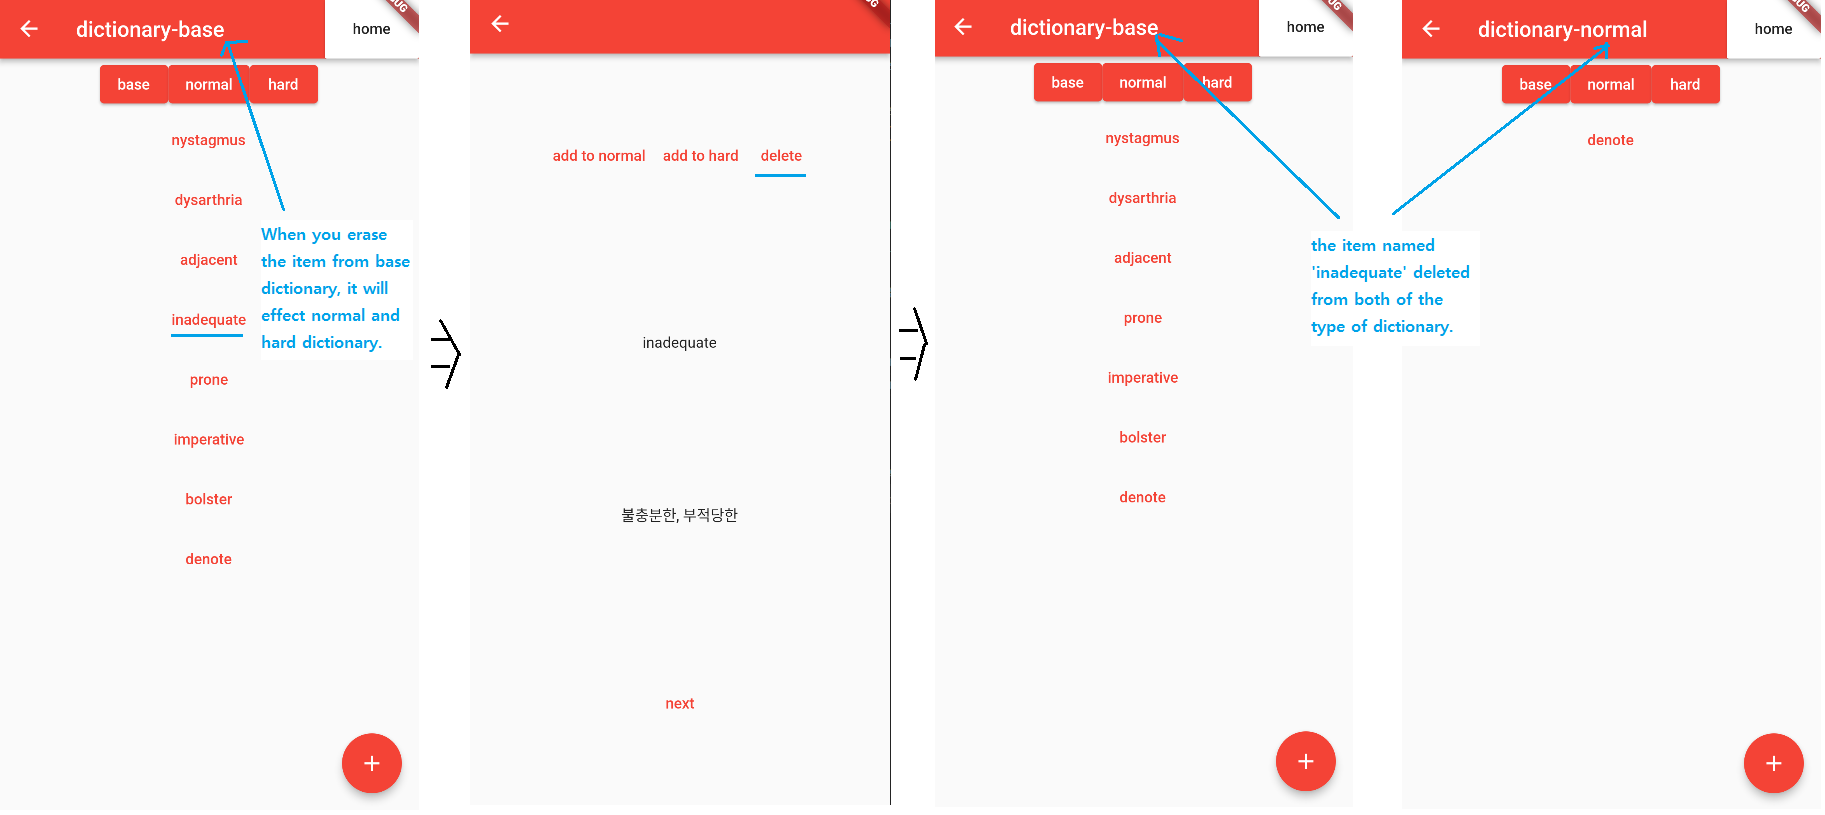 dictionary-base
home
base normal hard
nystagmus
dysarthria
adjacent
inadequate
prone
imperative
bolster
denote
When you erase
the item from base
dictionary, it will
effect normal and
hard dictionary.
add to normal add to hard delete
inadequate
불충분한, 부적당한
next
dictionary-base
home
base normal hard
nystagmus
dysarthria
adjacent
prone
imperative
bolster
denote
the item named
'inadequate' deleted
from both of the
type of dictionary.
dictionary-normal
home
base normal hard
denote